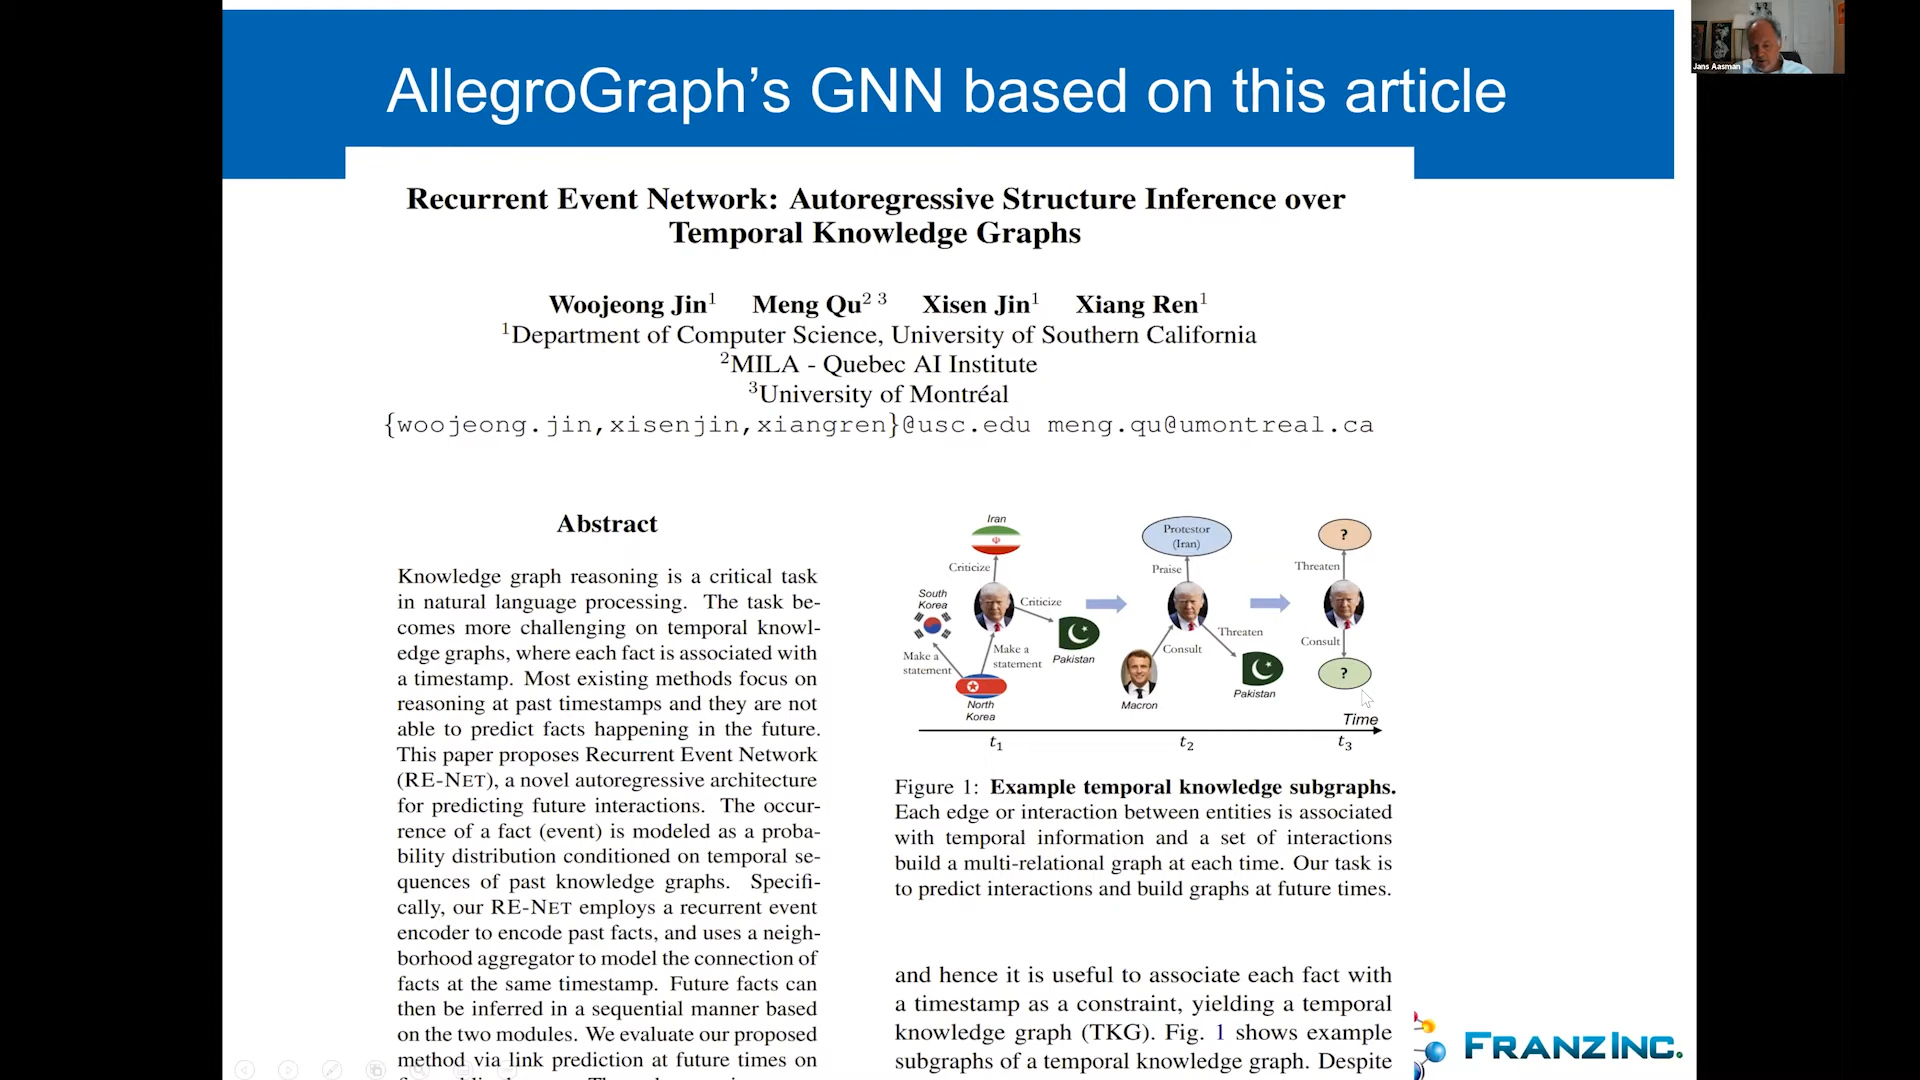 AllegroGraph's GNN based on this article
Jans Aasman
Recurrent Event Network: Autoregressive Structure Inference over
Temporal Knowledge Graphs
Woojeong Jin¹ Meng Qu² ³ Xisen Jin¹ Xiang Ren¹
¹Department of Computer Science, University of Southern California
²MILA - Quebec AI Institute
³University of Montréal
{woojeong.jin,xisenjin,xiangren}@usc.edu meng.qu@umontreal.ca
Abstract
Knowledge graph reasoning is a critical task
in natural language processing. The task be-
comes more challenging on temporal knowl-
edge graphs, where each fact is associated with
a timestamp. Most existing methods focus on
reasoning at past timestamps and they are not
able to predict facts happening in the future.
This paper proposes Recurrent Event Network
(RE-NET), a novel autoregressive architecture
for predicting future interactions. The occur-
rence of a fact (event) is modeled as a proba-
bility distribution conditioned on temporal se-
quences of past knowledge graphs. Specifi-
cally, our RE-NET employs a recurrent event
encoder to encode past facts, and uses a neigh-
borhood aggregator to model the connection of
facts at the same timestamp. Future facts can
then be inferred in a sequential manner based
on the two modules. We evaluate our proposed
method via link prediction at future times on
Iran
Criticize
South
Korea
Criticize
Make a
statement
Make a
statement
Pakistan
North
Korea
Protestor
(Iran)
Praise
Threaten
Consult
Pakistan
Macron
?
Threaten
Consult
?
Time
t₁
t₂
t₃
Figure 1: Example temporal knowledge subgraphs.
Each edge or interaction between entities is associated
with temporal information and a set of interactions
build a multi-relational graph at each time. Our task is
to predict interactions and build graphs at future times.
and hence it is useful to associate each fact with
a timestamp as a constraint, yielding a temporal
knowledge graph (TKG). Fig. 1 shows example
subgraphs of a temporal knowledge graph. Despite
FRANZ INC.